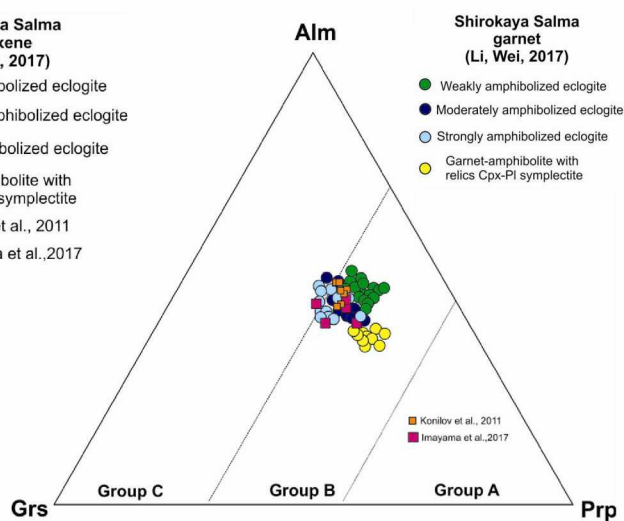 a Salma
kene
, 2017)
bolized eclogite
phibolized eclogite
bolized eclogite
bolite with
symplectite
et al., 2011
a et al.,2017
Alm
Shirokaya Salma
garnet
(Li, Wei, 2017)
Weakly amphibolized eclogite
Moderately amphibolized eclogite
Strongly amphibolized eclogite
Garnet-amphibolite with
relics Cpx-Pl symplectite
Konilov et al., 2011
Imayama et al.,2017
Group C
Group B
Group A
Grs
Prp